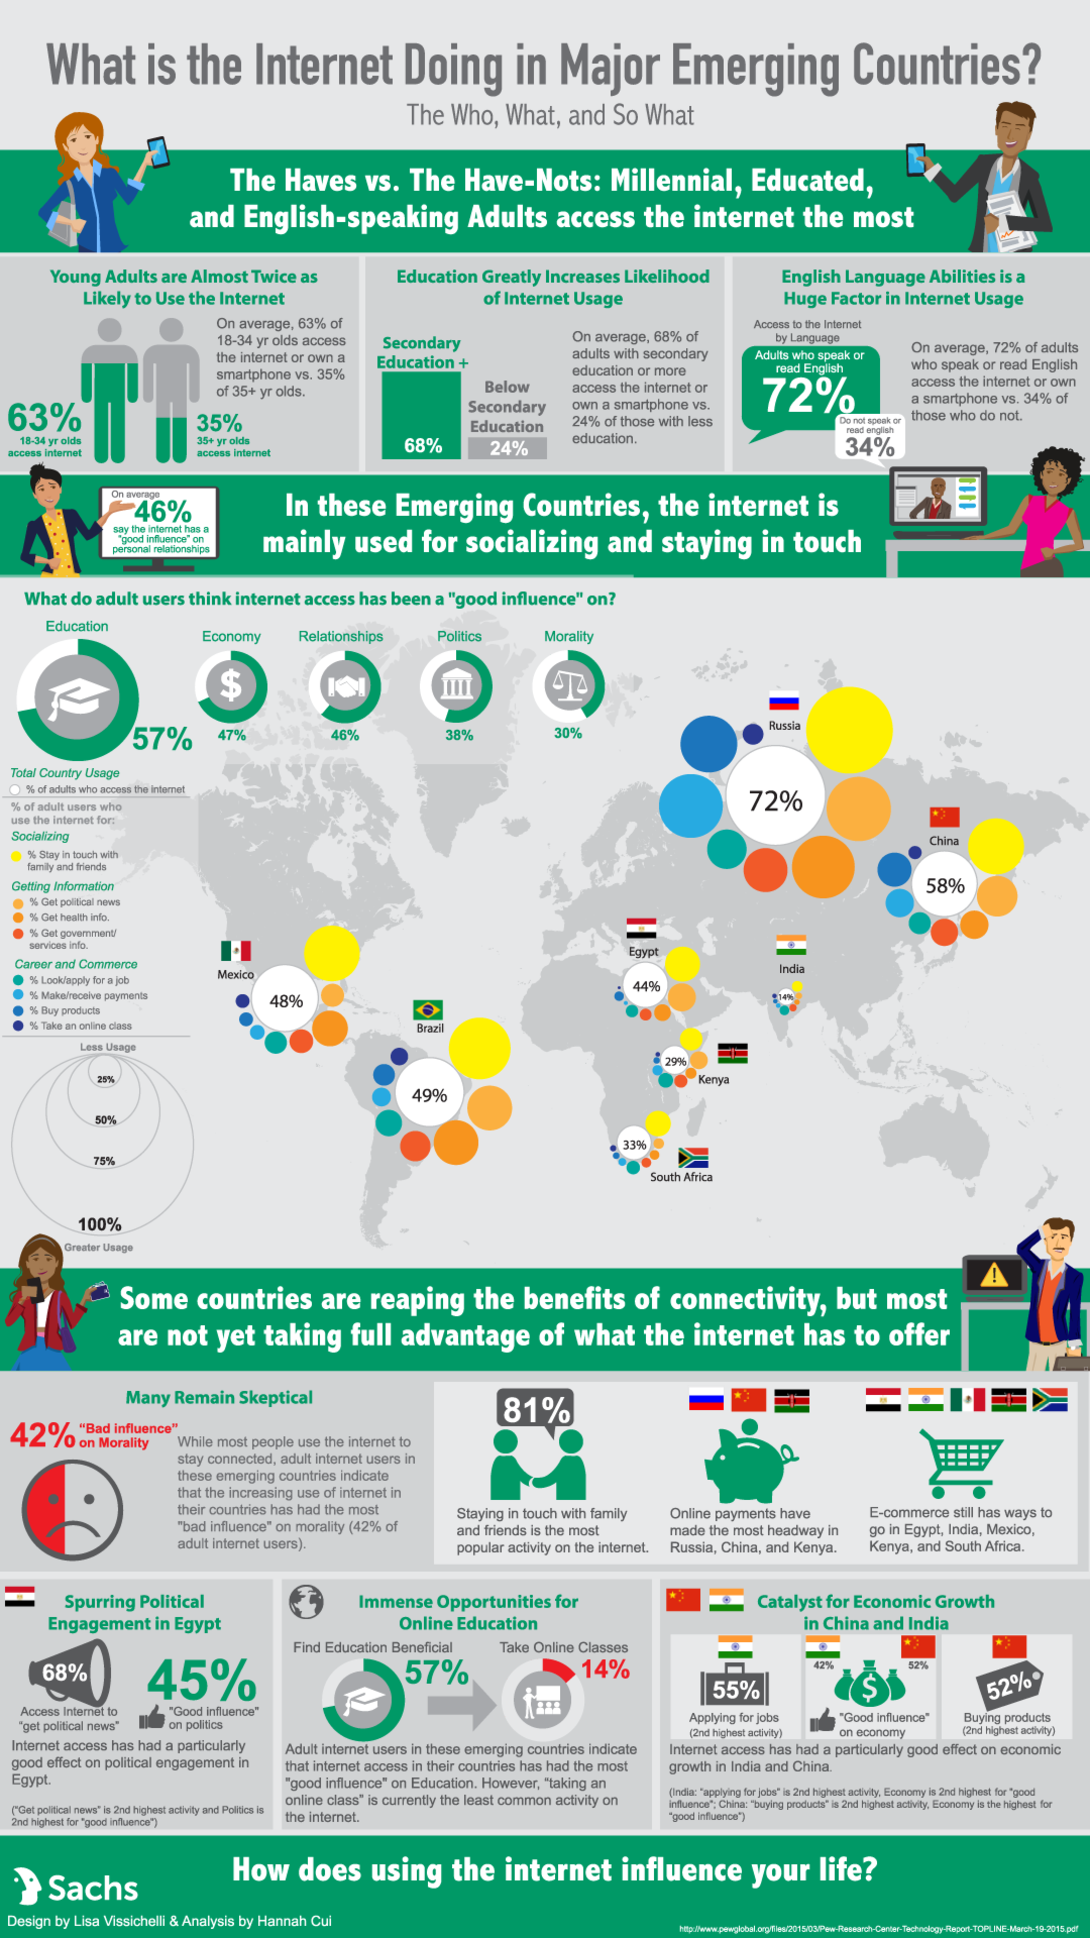 What is the Internet Doing in Major Emerging Countries?
The Who, What, and So What
The Haves vs. The Have-Nots: Millennial, Educated,
and English-speaking Adults access the internet the most
Young Adults are Almost Twice as
Likely to Use the Internet
On average, 63% of
18-34 yr olds access
the internet or own a
smartphone vs. 35%
of 35+ yr olds.
63%
18-34 yr olds
access internet
35%
35+ yr olds
access internet
Education Greatly Increases Likelihood
of Internet Usage
Secondary
Education +
68%
Below
Secondary
Education
24%
On average, 68% of
adults with secondary
education or more
access the internet or
own a smartphone vs.
24% of those with less
education.
English Language Abilities is a
Huge Factor in Internet Usage
Access to the Internet
by Language
Adults who speak or
read English
72%
Do not speak or
read english
34%
On average, 72% of adults
who speak or read English
access the internet or own
a smartphone vs. 34% of
those who do not.
On average
46%
say the internet has a
"good influence" on
personal relationships
In these Emerging Countries, the internet is
mainly used for socializing and staying in touch
What do adult users think internet access has been a "good influence" on?
Education
57%
Economy
$
47%
Relationships
46%
Politics
38%
Morality
30%
Total Country Usage
% of adults who access the internet
% of adult users who
use the internet for:
Socializing
% Stay in touch with
family and friends
Getting Information
% Get political news
% Get health info.
% Get government/
services info.
Career and Commerce
% Look/apply for a job
% Make/receive payments
% Buy products
% Take an online class
Less Usage
25%
50%
75%
100%
Greater Usage
Russia
72%
China
58%
Mexico
48%
Brazil
49%
Egypt
44%
India
14%
29%
Kenya
33%
South Africa
Some countries are reaping the benefits of connectivity, but most
are not yet taking full advantage of what the internet has to offer
Many Remain Skeptical
42% "Bad influence"
on Morality
While most people use the internet to
stay connected, adult internet users in
these emerging countries indicate
that the increasing use of internet in
their countries has had the most
"bad influence" on morality (42% of
adult internet users).
81%
Staying in touch with family
and friends is the most
popular activity on the internet.
Online payments have
made the most headway in
Russia, China, and Kenya.
E-commerce still has ways to
go in Egypt, India, Mexico,
Kenya, and South Africa.
Spurring Political
Engagement in Egypt
68%
Access Internet to
"get political news"
45%
"Good influence"
on politics
Internet access has had a particularly
good effect on political engagement in
Egypt.
("Get political news" is 2nd highest activity and Politics is
2nd highest for "good influence")
Immense Opportunities for
Online Education
Find Education Beneficial
57%
Take Online Classes
14%
Adult internet users in these emerging countries indicate
that internet access in their countries has had the most
"good influence" on Education. However, "taking an
online class" is currently the least common activity on
the internet.
Catalyst for Economic Growth
in China and India
55%
Applying for jobs
(2nd highest activity)
42%
52%
$
"Good influence"
on economy
52%
Buying products
(2nd highest activity)
Internet access has had a particularly good effect on economic
growth in India and China.
(India: "applying for jobs" is 2nd highest activity, Economy is 2nd highest for "good
influence"; China: "buying products" is 2nd highest activity, Economy is the highest for
"good influence")
How does using the internet influence your life?
Sachs
Design by Lisa Vissichelli & Analysis by Hannah Cui
http://www.pewglobal.org/files/2015/03/Pew-Research-Center-Technology-Report-TOPLINE-March-19-2015.pdf